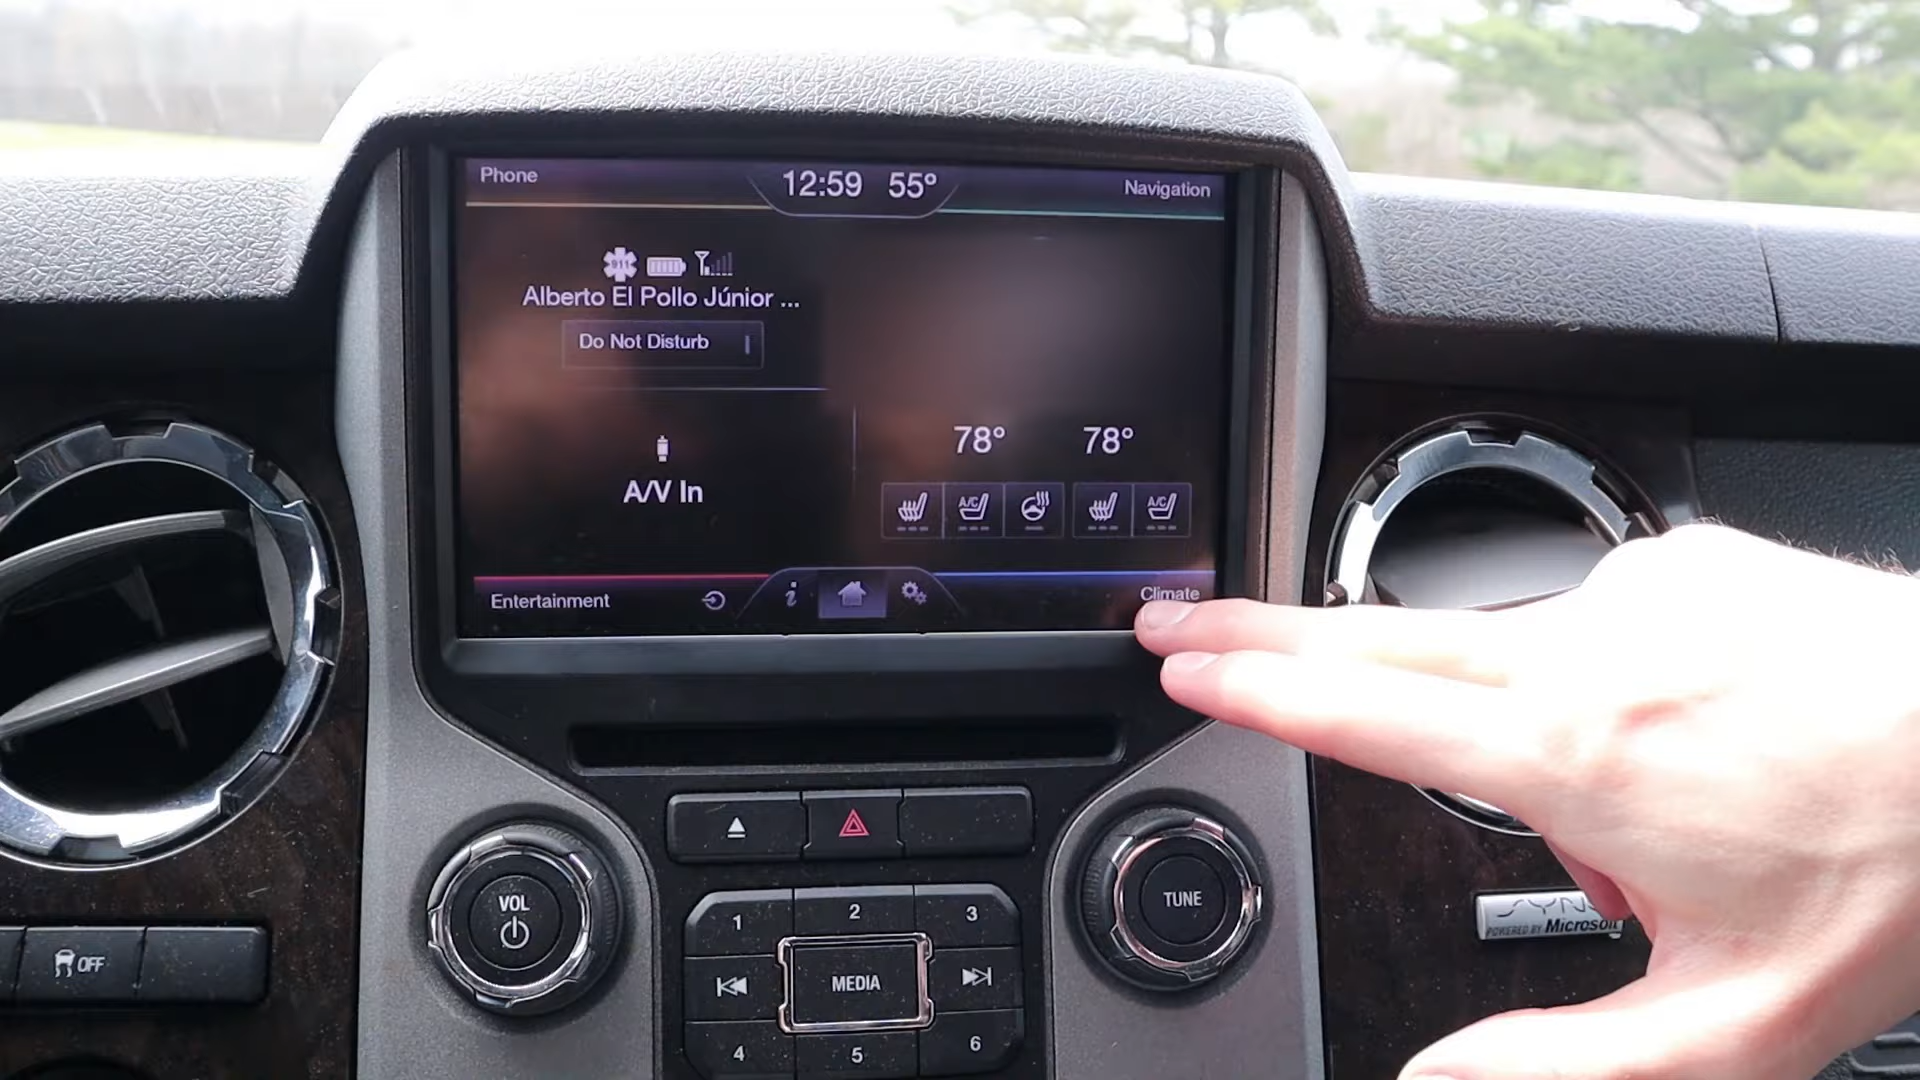 Phone
12:59 55°
Navigation
911
Alberto El Pollo Júnior ...
Do Not Disturb
78° 78°
A/V In
A/C
A/C
Entertainment
i
Climate
VOL
TUNE
1 2 3
MEDIA
4 5 6
OFF
SYNC
POWERED BY Microsoft